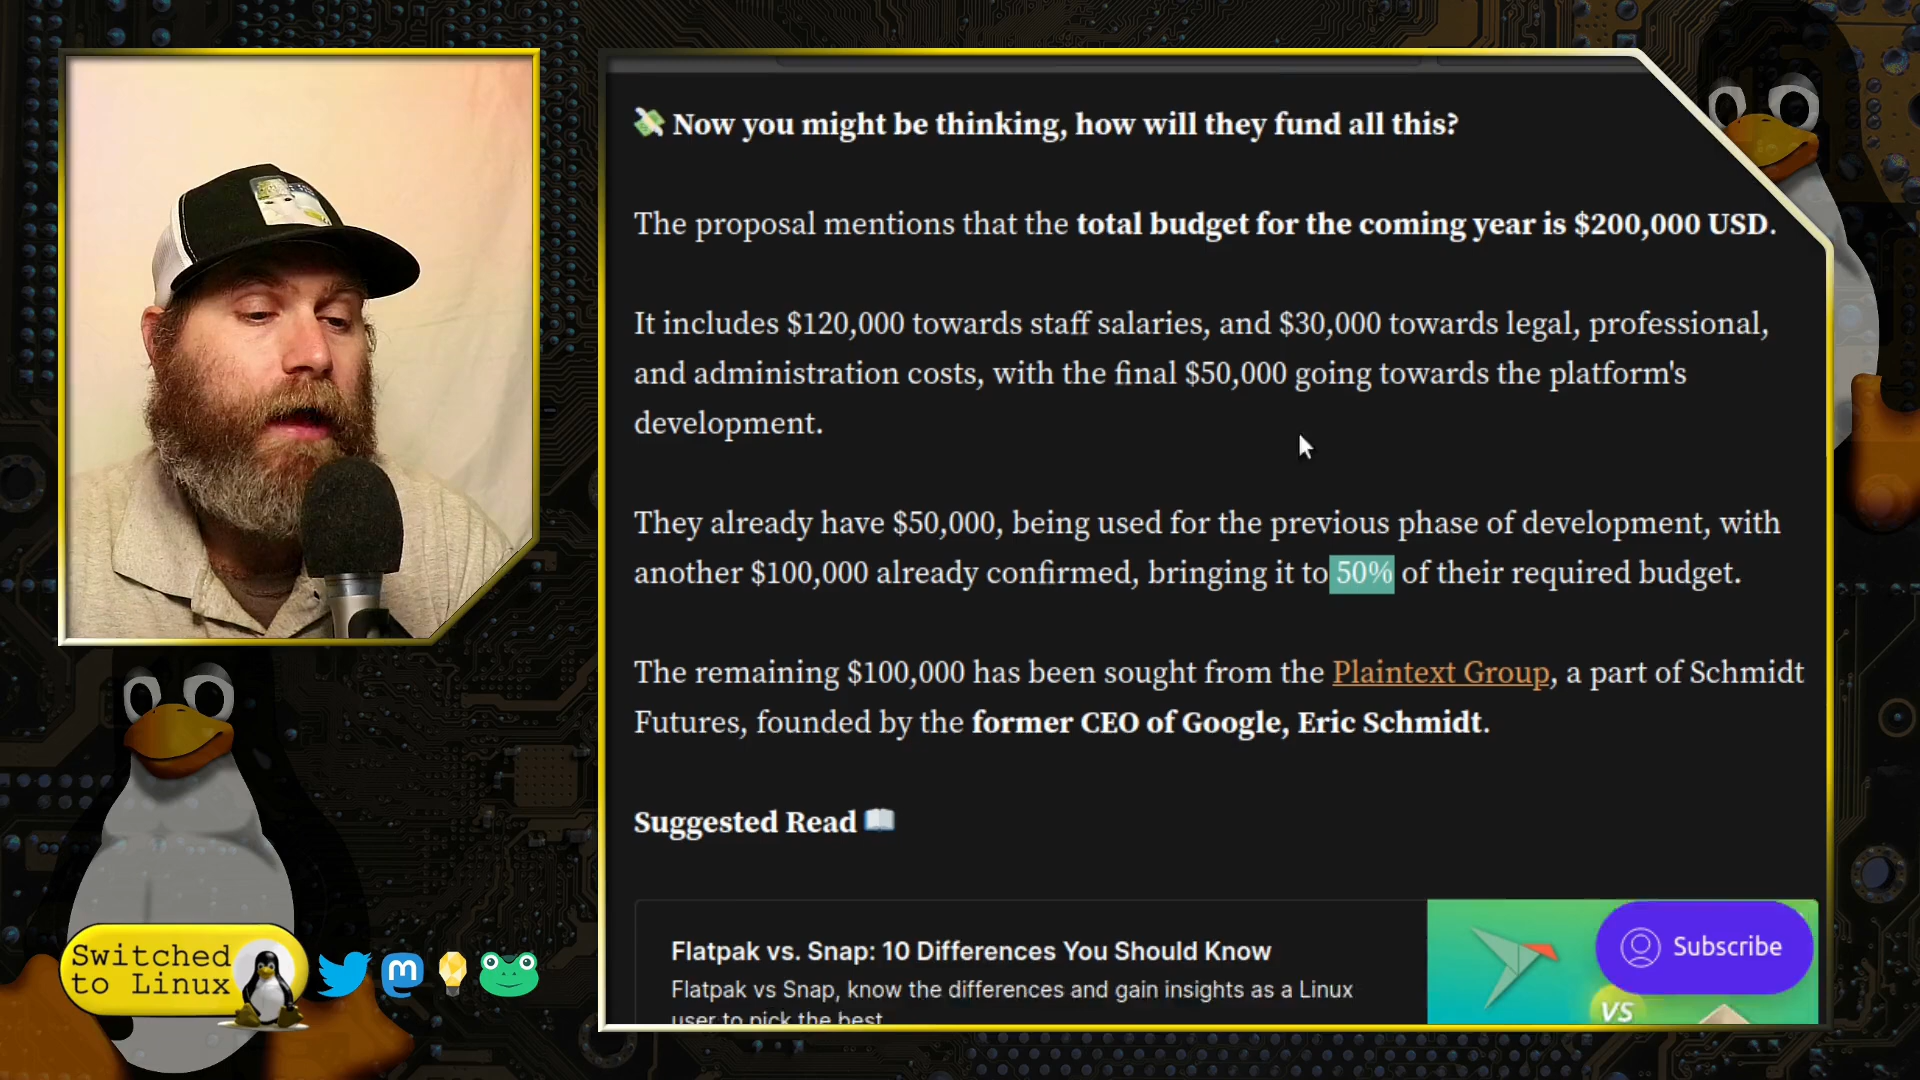 💸 Now you might be thinking, how will they fund all this?
The proposal mentions that the total budget for the coming year is $200,000 USD.
It includes $120,000 towards staff salaries, and $30,000 towards legal, professional,
and administration costs, with the final $50,000 going towards the platform's
development.
They already have $50,000, being used for the previous phase of development, with
another $100,000 already confirmed, bringing it to 50% of their required budget.
The remaining $100,000 has been sought from the Plaintext Group, a part of Schmidt
Futures, founded by the former CEO of Google, Eric Schmidt.
Suggested Read 📖
Flatpak vs. Snap: 10 Differences You Should Know
Flatpak vs Snap, know the differences and gain insights as a Linux
user to pick the best
VS
Subscribe
Switched
to Linux